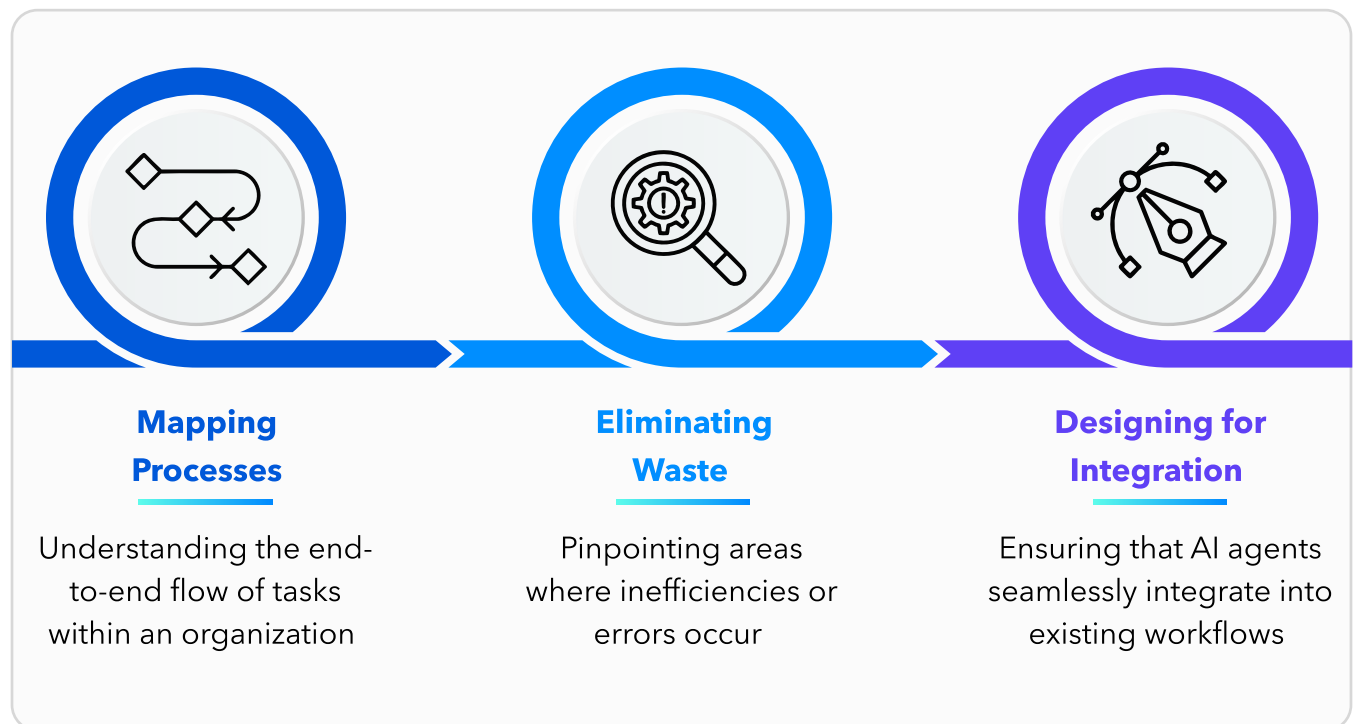 Mapping
Processes
Understanding the end-
to-end flow of tasks
within an organization
Eliminating
Waste
Pinpointing areas
where inefficiencies or
errors occur
Designing for
Integration
Ensuring that AI agents
seamlessly integrate into
existing workflows